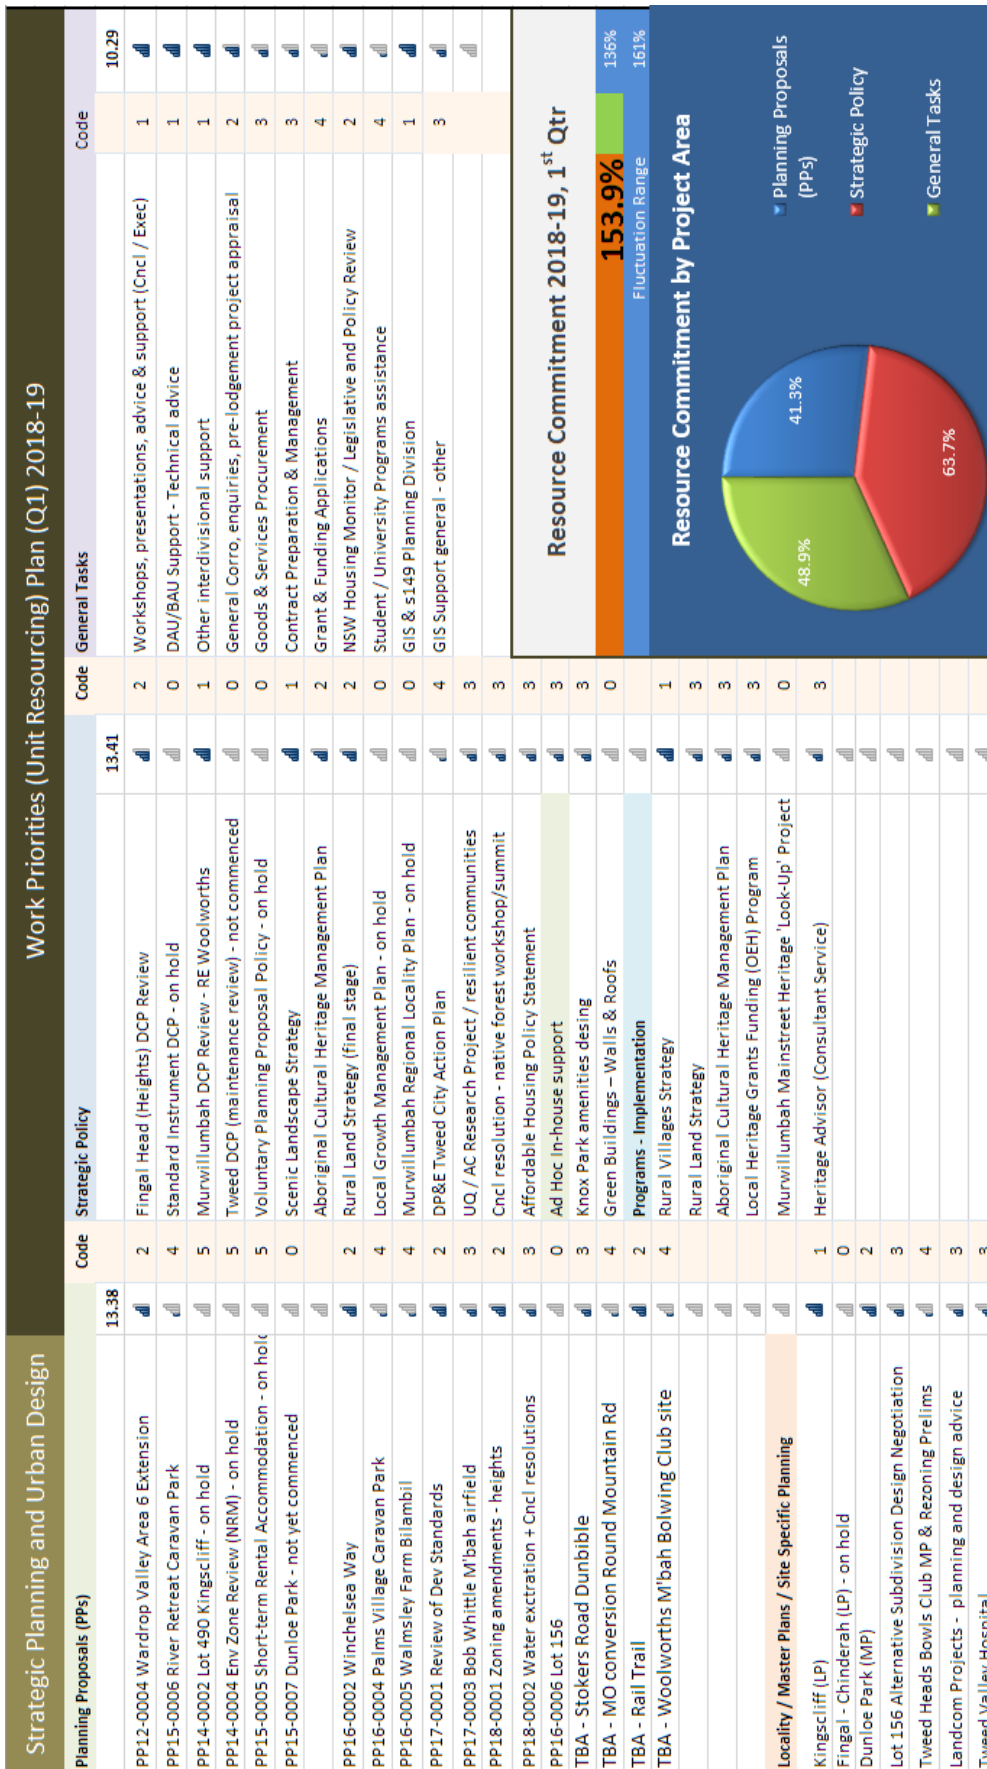 Strategic Planning and Urban Design Work Priorities (Unit Resourcing) Plan (Q1) 2018-19
Planning Proposals (PPs) Code Strategic Policy Code General Tasks Code
13.38 13.41 10.29
PP12-0004 Wardrop Valley Area 6 Extension 2 Fingal Head (Heights) DCP Review 2 Workshops, presentations, advice & support (Cncl / Exec) 1
PP15-0006 River Retreat Caravan Park 4 Standard Instrument DCP - on hold 0 DAU/BAU Support - Technical advice 1
PP14-0002 Lot 490 Kingscliff - on hold 5 Murwillumbah DCP Review - RE Woolworths 1 Other interdivisional support 1
PP14-0004 Env Zone Review (NRM) - on hold 5 Tweed DCP (maintenance review) - not commenced 0 General Corro, enquiries, pre-lodgement project appraisal 2
PP15-0005 Short-term Rental Accommodation - on hold 5 Voluntary Planning Proposal Policy - on hold 0 Goods & Services Procurement 3
PP15-0007 Dunloe Park - not yet commenced 0 Scenic Landscape Strategy 1 Contract Preparation & Management 3
Aboriginal Cultural Heritage Management Plan 2 Grant & Funding Applications 4
PP16-0002 Winchelsea Way 2 Rural Land Strategy (final stage) 2 NSW Housing Monitor / Legislative and Policy Review 2
PP16-0004 Palms Village Caravan Park 4 Local Growth Management Plan - on hold 0 Student / University Programs assistance 4
PP16-0005 Walmsley Farm Bilambil 4 Murwillumbah Regional Locality Plan - on hold 0 GIS & s149 Planning Division 1
PP17-0001 Review of Dev Standards 2 DP&E Tweed City Action Plan 4 GIS Support general - other 3
PP17-0003 Bob Whittle M'bah airfield 3 UQ / AC Research Project / resilient communities 3
PP18-0001 Zoning amendments - heights 2 Cncl resolution - native forest workshop/summit 3
PP18-0002 Water exctration + Cncl resolutions 3 Affordable Housing Policy Statement 3
PP16-0006 Lot 156 0 Ad Hoc In-house support 3
TBA - Stokers Road Dunbible 3 Knox Park amenities desing 3
TBA - MO conversion Round Mountain Rd 4 Green Buildings – Walls & Roofs 0
TBA - Rail Trail 2 Programs - Implementation
TBA - Woolworths M'bah Bolwing Club site 4 Rural Villages Strategy 1
Rural Land Strategy 3
Aboriginal Cultural Heritage Management Plan 3
Local Heritage Grants Funding (OEH) Program 3
Locality / Master Plans / Site Specific Planning Murwillumbah Mainstreet Heritage 'Look-Up' Project 0
Kingscliff (LP) 1 Heritage Advisor (Consultant Service) 3
Fingal - Chinderah (LP) - on hold 0
Dunloe Park (MP) 2
Lot 156 Alternative Subdivision Design Negotiation 3
Tweed Heads Bowls Club MP & Rezoning Prelims 4
Landcom Projects - planning and design advice 3
Tweed Valley Hospital 3
Resource Commitment 2018-19, 1st Qtr
153.9% 136%
Fluctuation Range 161%
Resource Commitment by Project Area
48.9%
41.3%
63.7%
Planning Proposals
(PPs)
Strategic Policy
General Tasks